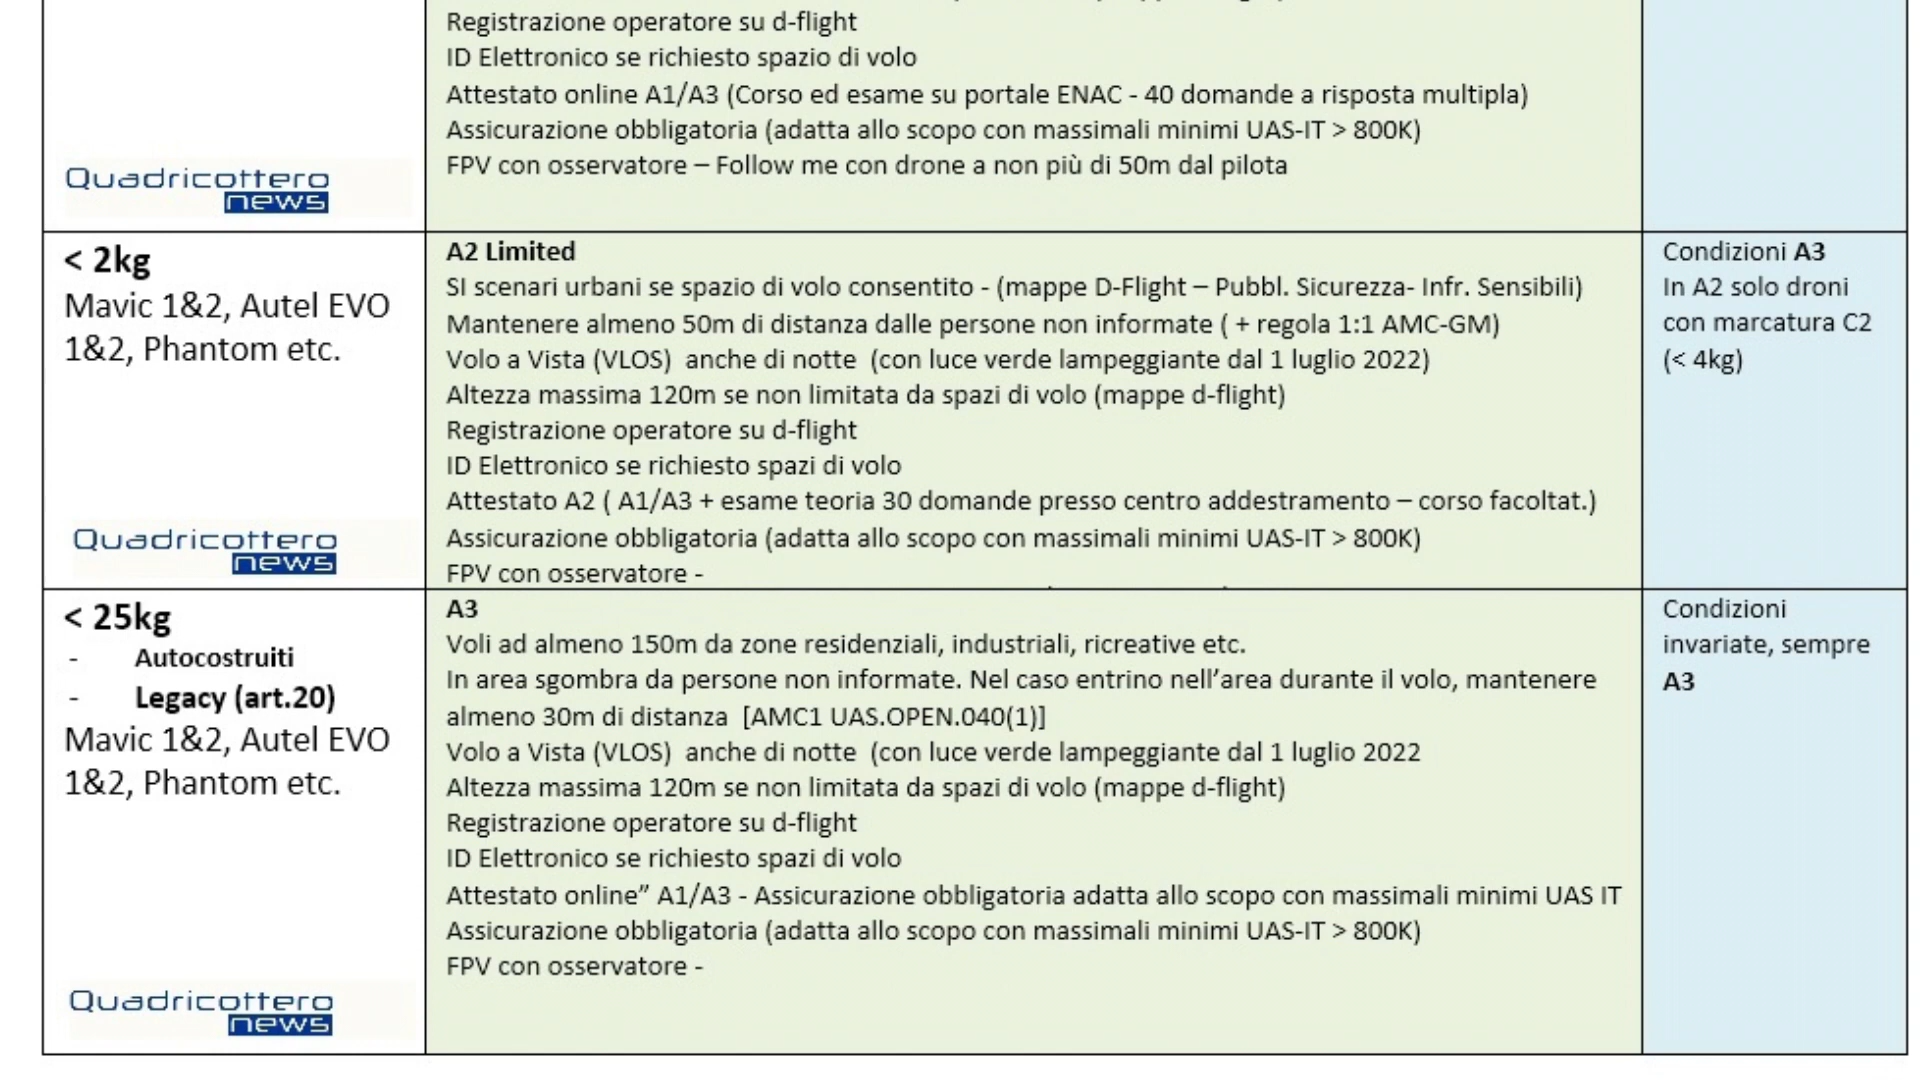 Registrazione operatore su d-flight
ID Elettronico se richiesto spazio di volo
Attestato online A1/A3 (Corso ed esame su portale ENAC - 40 domande a risposta multipla)
Assicurazione obbligatoria (adatta allo scopo con massimali minimi UAS-IT > 800K)
FPV con osservatore – Follow me con drone a non più di 50m dal pilota
Quadricottero
news
< 2kg
Mavic 1&2, Autel EVO
1&2, Phantom etc.
Quadricottero
news
A2 Limited
SI scenari urbani se spazio di volo consentito - (mappe D-Flight – Pubbl. Sicurezza- Infr. Sensibili)
Mantenere almeno 50m di distanza dalle persone non informate ( + regola 1:1 AMC-GM)
Volo a Vista (VLOS)  anche di notte  (con luce verde lampeggiante dal 1 luglio 2022)
Altezza massima 120m se non limitata da spazi di volo (mappe d-flight)
Registrazione operatore su d-flight
ID Elettronico se richiesto spazi di volo
Attestato A2 ( A1/A3 + esame teoria 30 domande presso centro addestramento – corso facoltat.)
Assicurazione obbligatoria (adatta allo scopo con massimali minimi UAS-IT > 800K)
FPV con osservatore -
Condizioni A3
In A2 solo droni
con marcatura C2
(< 4kg)
< 25kg
- Autocostruiti
- Legacy (art.20)
Mavic 1&2, Autel EVO
1&2, Phantom etc.
Quadricottero
news
A3
Voli ad almeno 150m da zone residenziali, industriali, ricreative etc.
In area sgombra da persone non informate. Nel caso entrino nell’area durante il volo, mantenere
almeno 30m di distanza  [AMC1 UAS.OPEN.040(1)]
Volo a Vista (VLOS)  anche di notte  (con luce verde lampeggiante dal 1 luglio 2022
Altezza massima 120m se non limitata da spazi di volo (mappe d-flight)
Registrazione operatore su d-flight
ID Elettronico se richiesto spazi di volo
Attestato online” A1/A3 - Assicurazione obbligatoria adatta allo scopo con massimali minimi UAS IT
Assicurazione obbligatoria (adatta allo scopo con massimali minimi UAS-IT > 800K)
FPV con osservatore -
Condizioni
invariate, sempre
A3